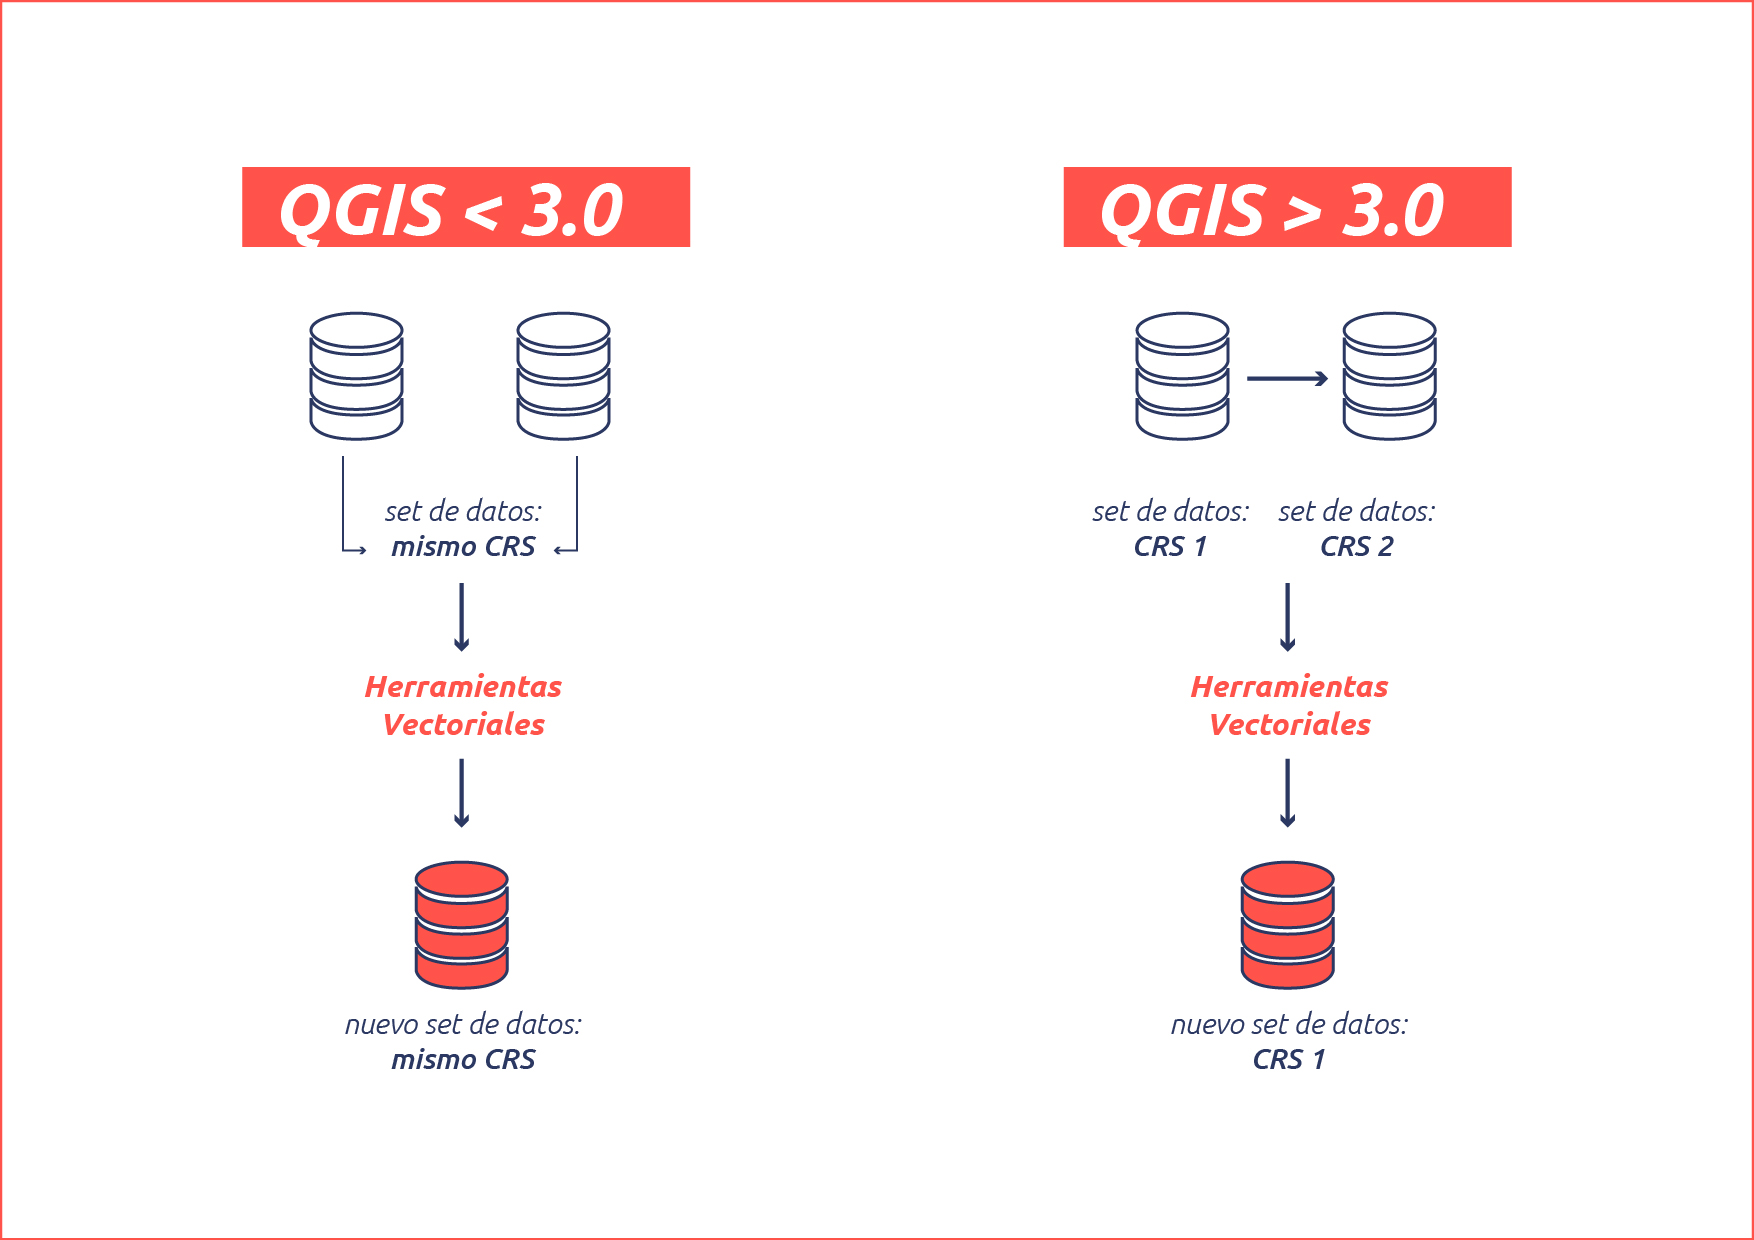 QGIS < 3.0
set de datos:
mismo CRS
Herramientas
Vectoriales
nuevo set de datos:
mismo CRS
QGIS > 3.0
set de datos:
CRS 1
set de datos:
CRS 2
Herramientas
Vectoriales
nuevo set de datos:
CRS 1